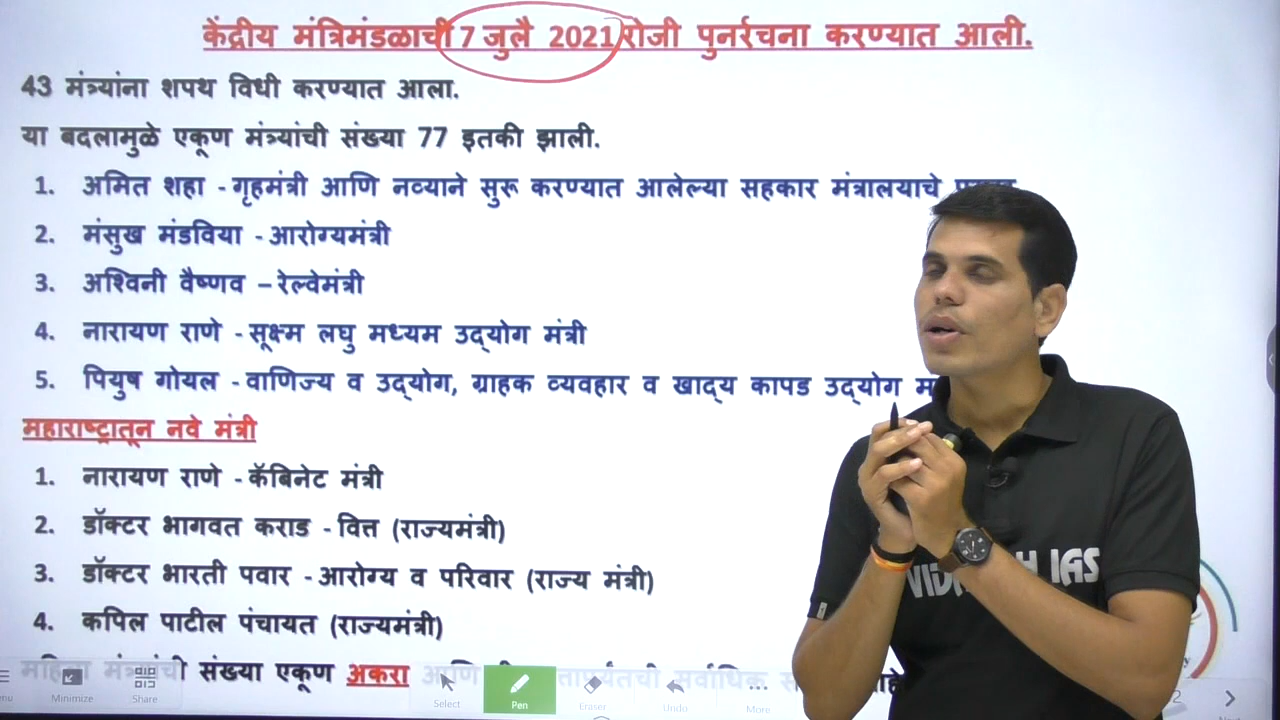 केंद्रीय मंत्रिमंडळाची 7 जुलै 2021 रोजी पुनर्रचना करण्यात आली.
43 मंत्र्यांना शपथ विधी करण्यात आला.
या बदलामुळे एकूण मंत्र्यांची संख्या 77 इतकी झाली.
1. अमित शहा - गृहमंत्री आणि नव्याने सुरू करण्यात आलेल्या सहकार मंत्रालयाचे
2. मंसुख मंडविया - आरोग्यमंत्री
3. अश्विनी वैष्णव – रेल्वेमंत्री
4. नारायण राणे - सूक्ष्म लघु मध्यम उद्योग मंत्री
5. पियुष गोयल - वाणिज्य व उद्योग, ग्राहक व्यवहार व खाद्य कापड उद्योग
महाराष्ट्रातून नवे मंत्री
1. नारायण राणे - कॅबिनेट मंत्री
2. डॉक्टर भागवत कराड - वित्त (राज्यमंत्री)
3. डॉक्टर भारती पवार - आरोग्य व परिवार (राज्य मंत्री)
4. कपिल पाटील पंचायत (राज्यमंत्री)
महिला मंत्र्यांची संख्या एकूण अकरा आणि सर्वाधिक
Minimize Share Select Pen Eraser Undo More
IAS